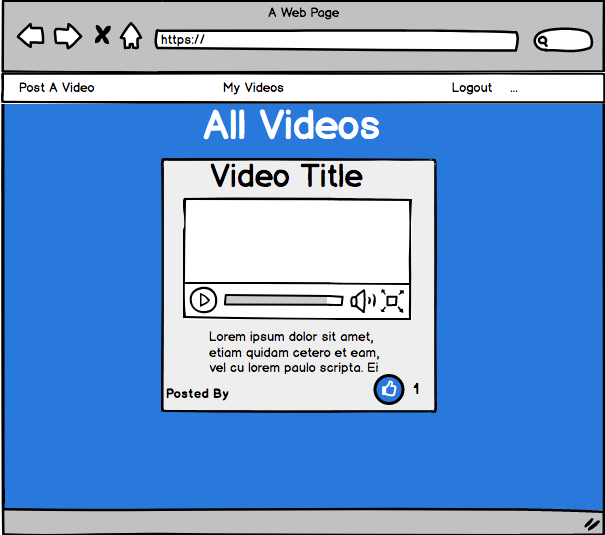 A Web Page
https://
Post A Video My Videos Logout ...
All Videos
Video Title
Lorem ipsum dolor sit amet,
etiam quidam cetero et eam,
vel cu lorem paulo scripta. Ei
Posted By 1